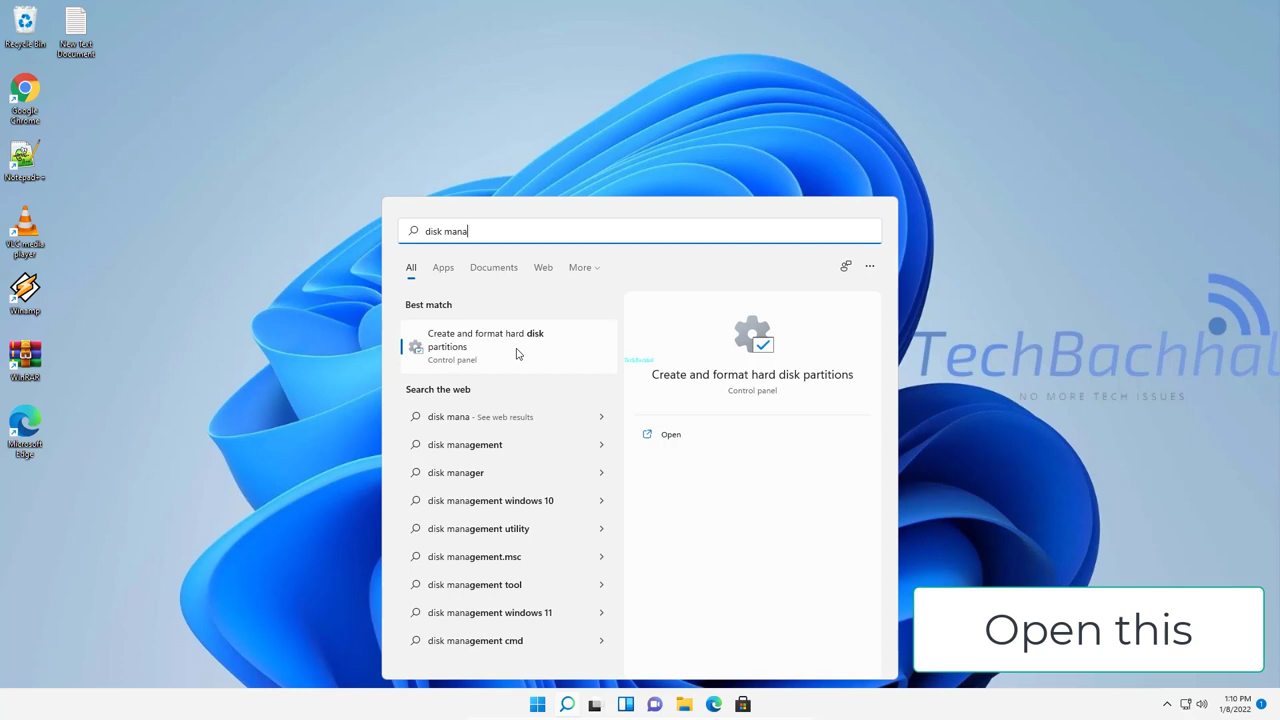 Recycle Bin
New Text
Document
Google
Chrome
Notepad++
VLC media
player
Winamp
WinRAR
Microsoft
Edge
disk mana
All Apps Documents Web More
Best match
Create and format hard disk
partitions
Control panel
Search the web
disk mana - See web results
disk management
disk manager
disk management windows 10
disk management utility
disk management.msc
disk management tool
disk management windows 11
disk management cmd
Create and format hard disk partitions
Control panel
Open
NO MORE TECH ISSUES
Open this
1:10 PM
1/8/2022
1